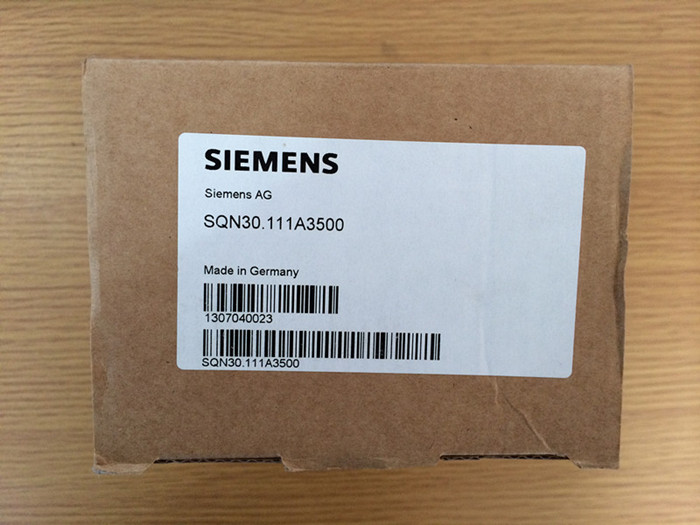 SIEMENS
Siemens AG
SQN30.111A3500
Made in Germany
1307040023
SQN30.111A3500